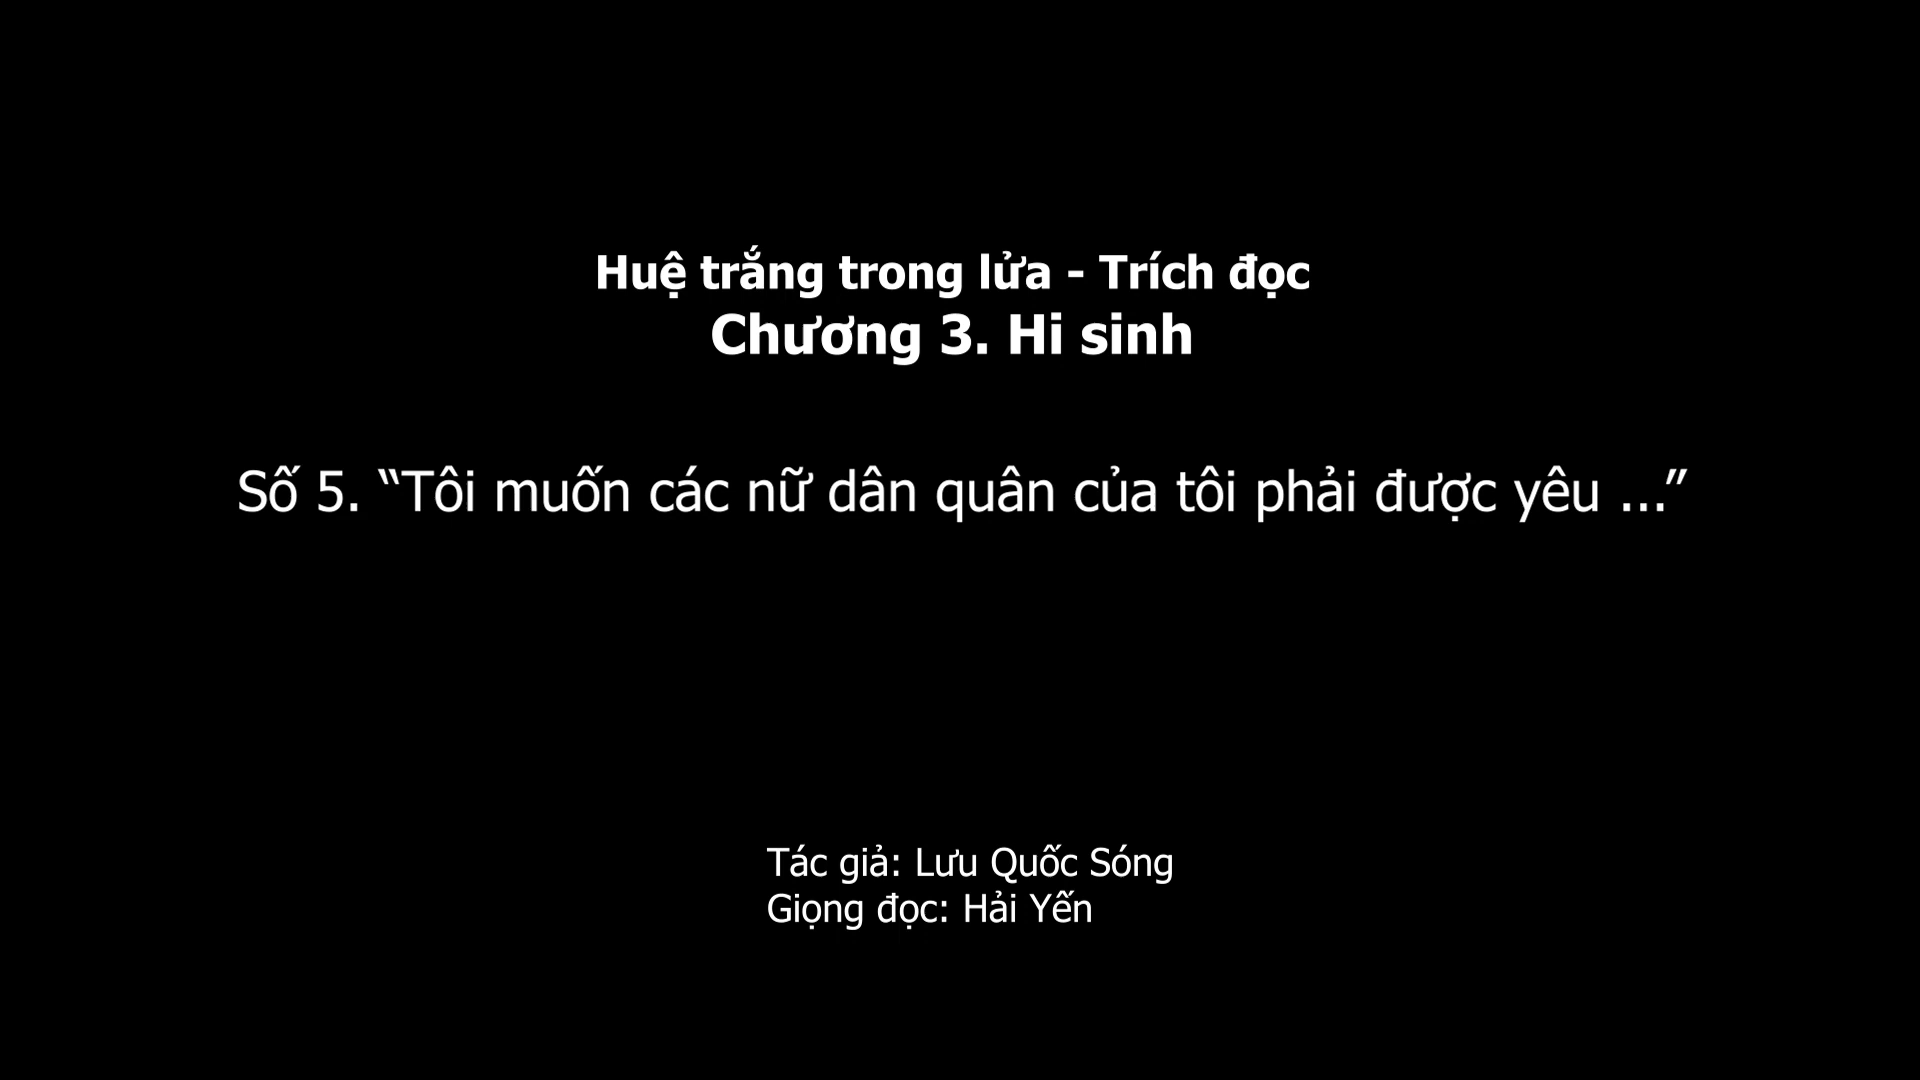 Huệ trắng trong lửa - Trích đọc
Chương 3. Hi sinh
Số 5. “Tôi muốn các nữ dân quân của tôi phải được yêu ...”
Tác giả: Lưu Quốc Sóng
Giọng đọc: Hải Yến